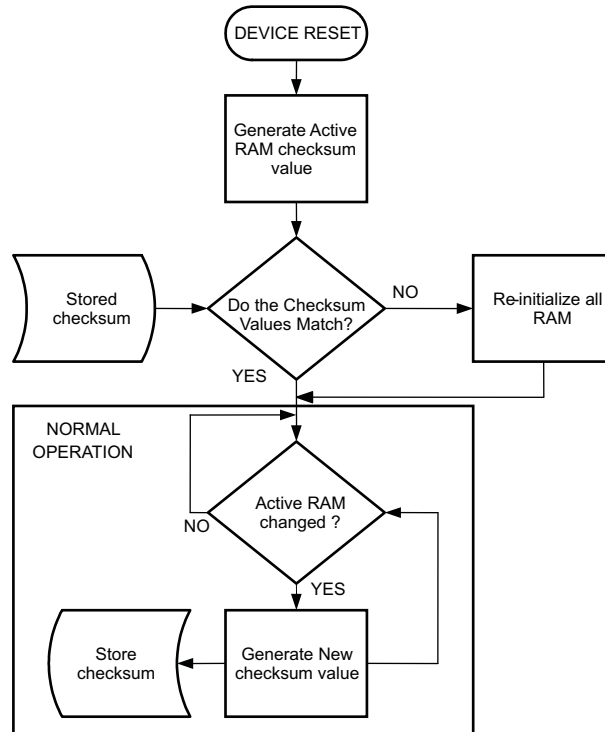 DEVICE RESET
Generate Active
RAM checksum
value
Stored
checksum
Do the Checksum
Values Match?
NO
Re-initialize all
RAM
YES
NORMAL
OPERATION
Active RAM
changed ?
NO
YES
Store
checksum
Generate New
checksum value